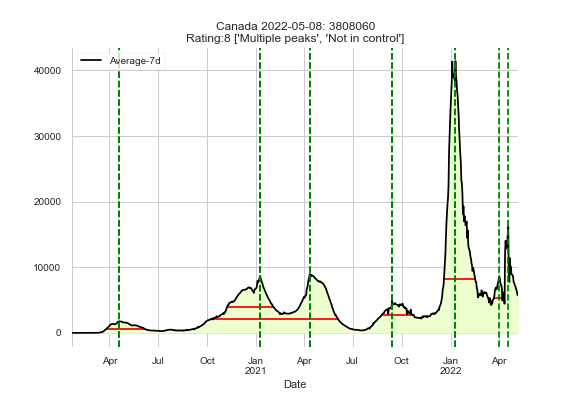 Canada 2022-05-08: 3808060
Rating:8 ['Multiple peaks', 'Not in control']
Average-7d
40000
30000
20000
10000
0
Apr Jul Oct Jan Apr Jul Oct Jan Apr
2021 2022
Date